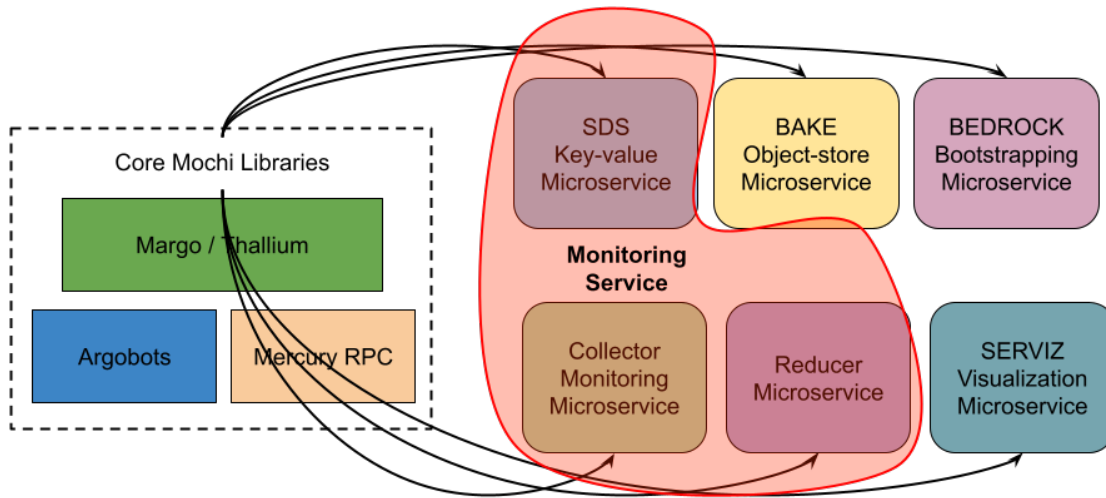 Core Mochi Libraries
Margo / Thallium
Argobots
Mercury RPC
SDS
Key-value
Microservice
BAKE
Object-store
Microservice
BEDROCK
Bootstrapping
Microservice
Monitoring
Service
Collector
Monitoring
Microservice
Reducer
Microservice
SERVIZ
Visualization
Microservice